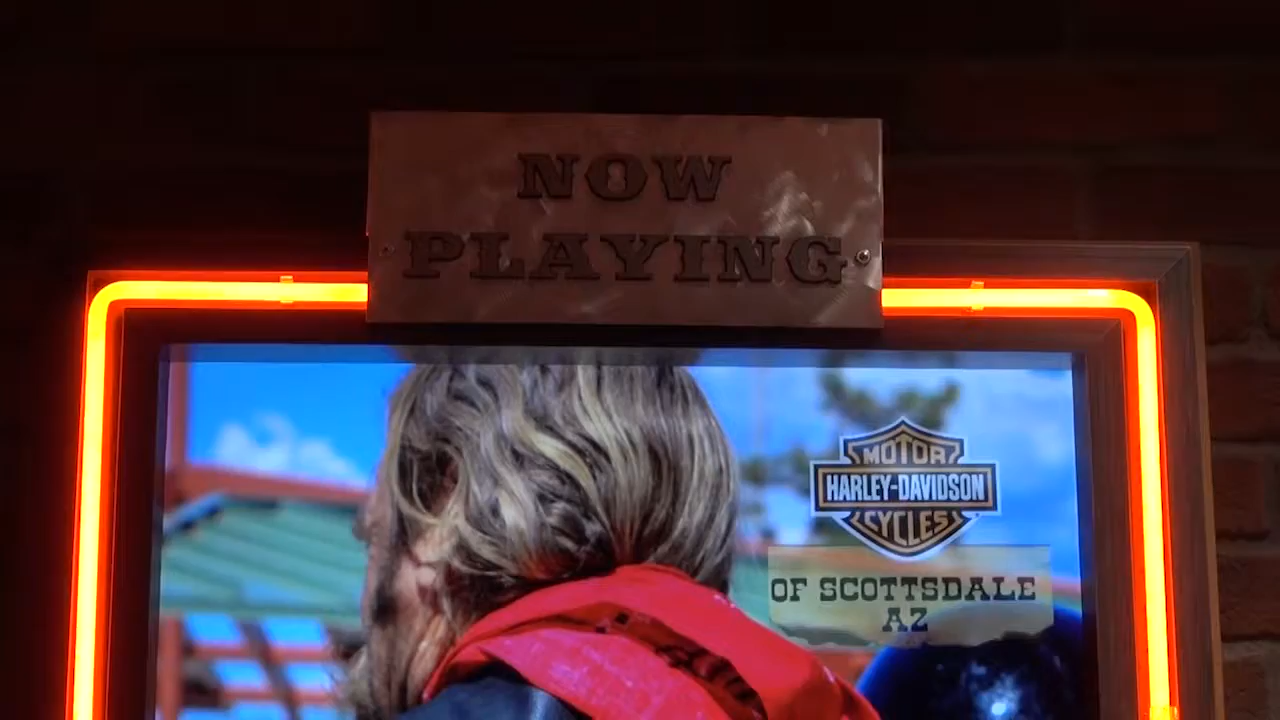 NOW
PLAYING
MOTOR
HARLEY-DAVIDSON
CYCLES
OF SCOTTSDALE
AZ